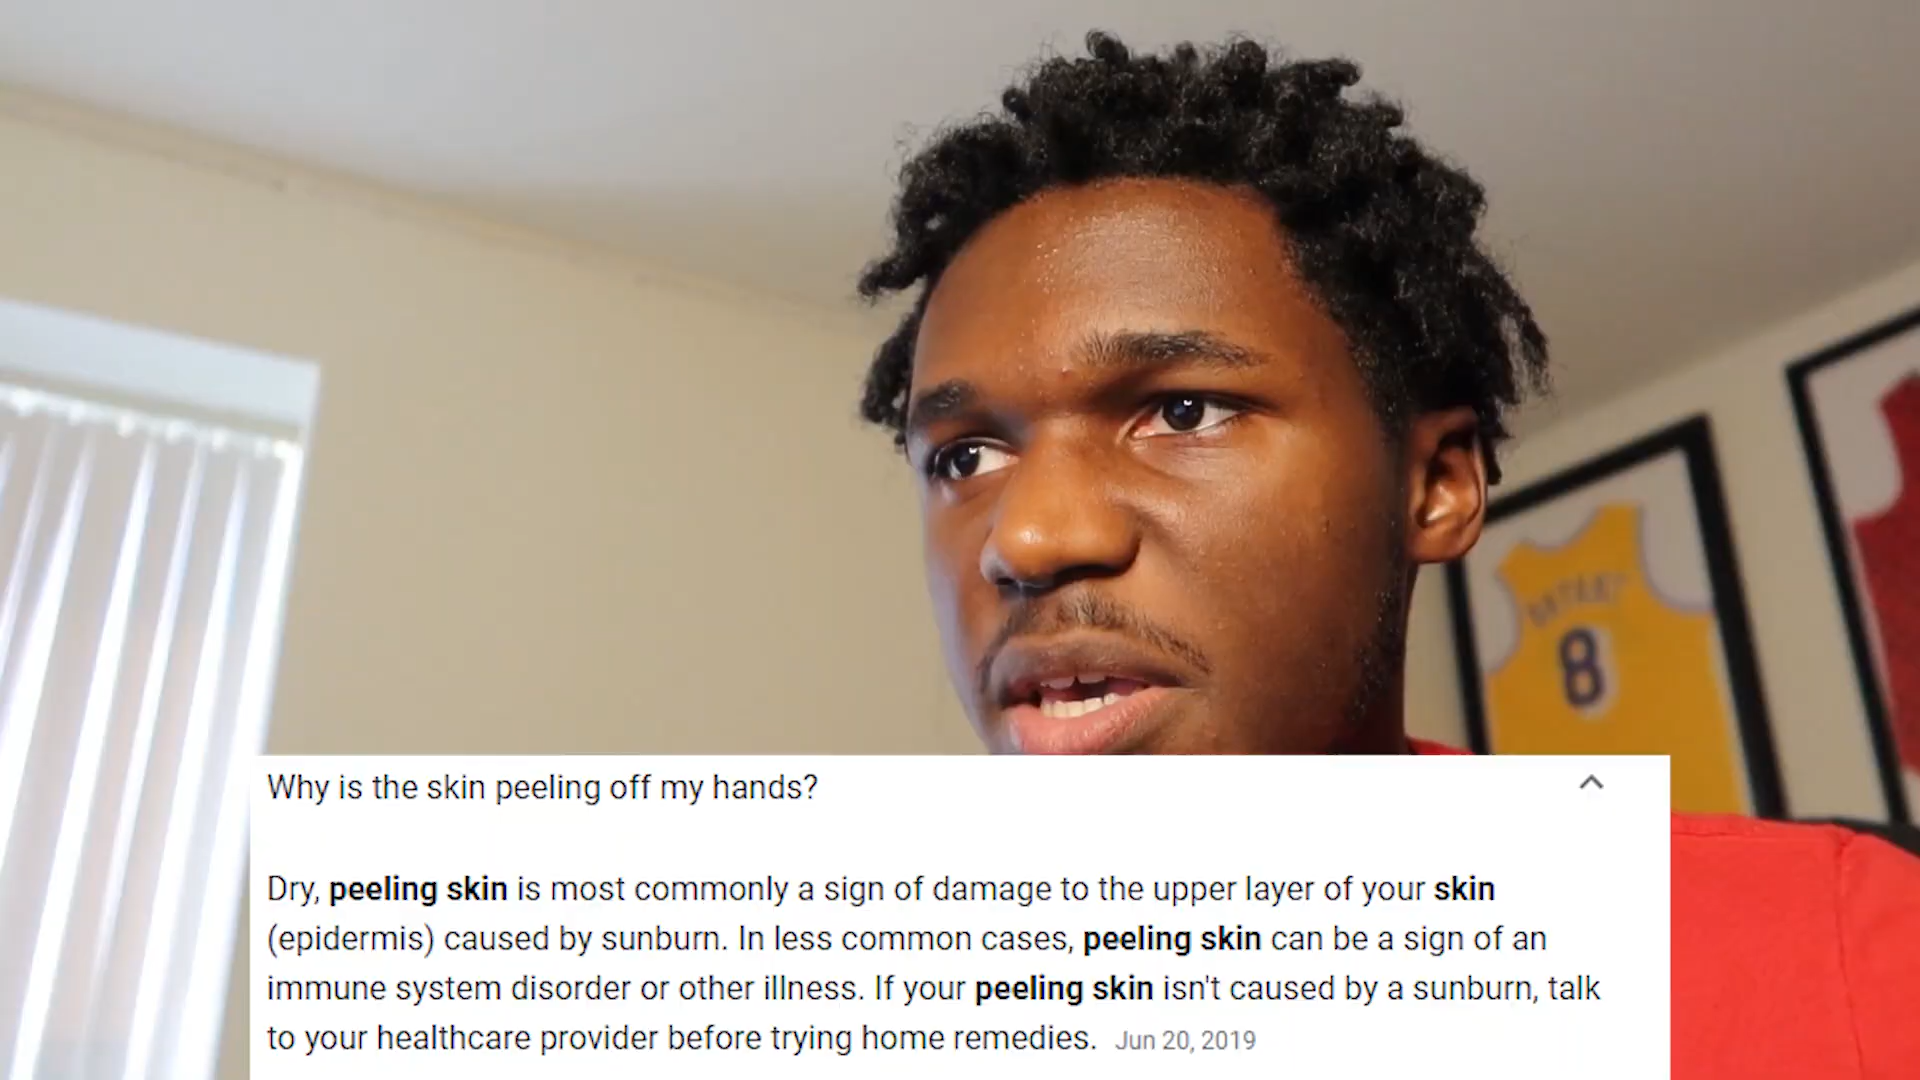 BRYANT
8
Why is the skin peeling off my hands?
Dry, peeling skin is most commonly a sign of damage to the upper layer of your skin
(epidermis) caused by sunburn. In less common cases, peeling skin can be a sign of an
immune system disorder or other illness. If your peeling skin isn't caused by a sunburn, talk
to your healthcare provider before trying home remedies. Jun 20, 2019